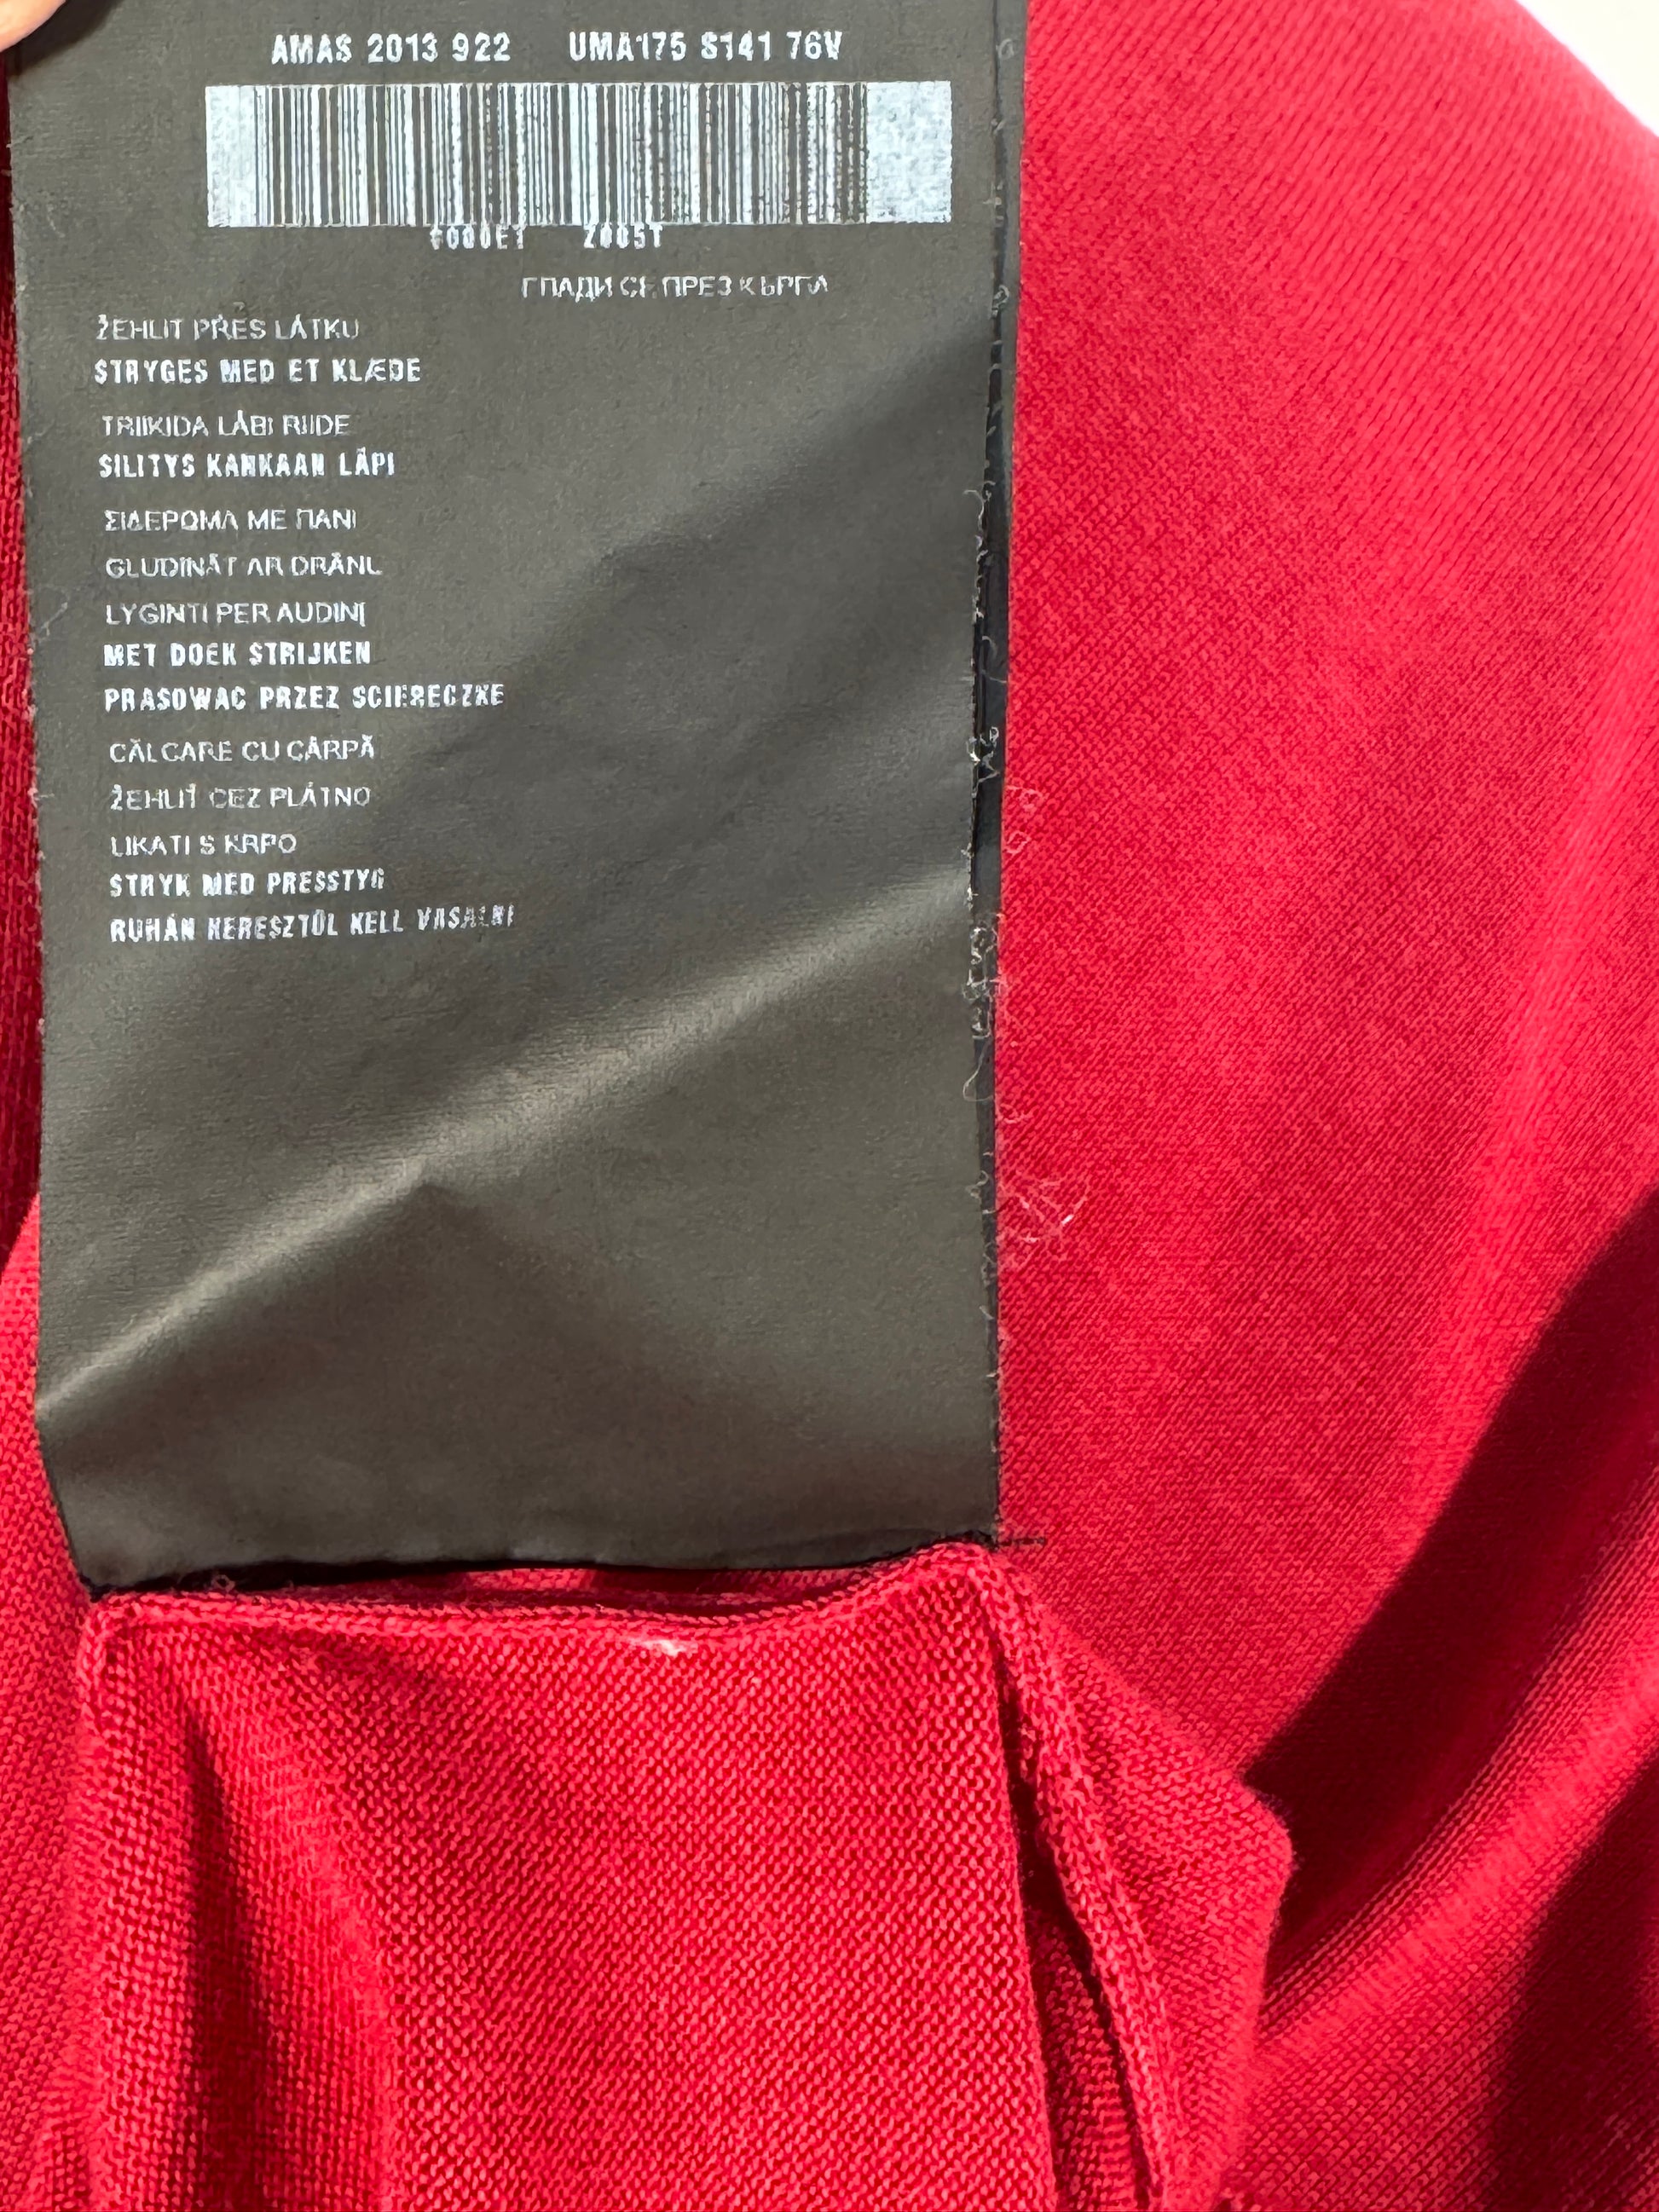 AMAS 2013 922 UMA175 S141 76V
ГЛАДИ СЕ ПРЕЗ КЪРПА
ŽEHLIT PŘES LÁTKU
STRYGES MED ET KLÆDE
TRIIKIDA LÄBI RIIDE
SILITYS KANKAAN LÄPI
ΣΙΔΕΡΩΜΑ ΜΕ ΠΑΝΙ
GLUDINĀT AR DRĀNU
LYGINTI PER AUDINĮ
MET DOEK STRIJKEN
PRASOWAC PRZEZ SCIERECZKE
CĂLCARE CU CÂRPĂ
ŽEHLIŤ CEZ PLÁTNO
LIKATI S KRPO
STRYK MED PRESSTYG
RUHÁN KERESZTÜL KELL VASALNI